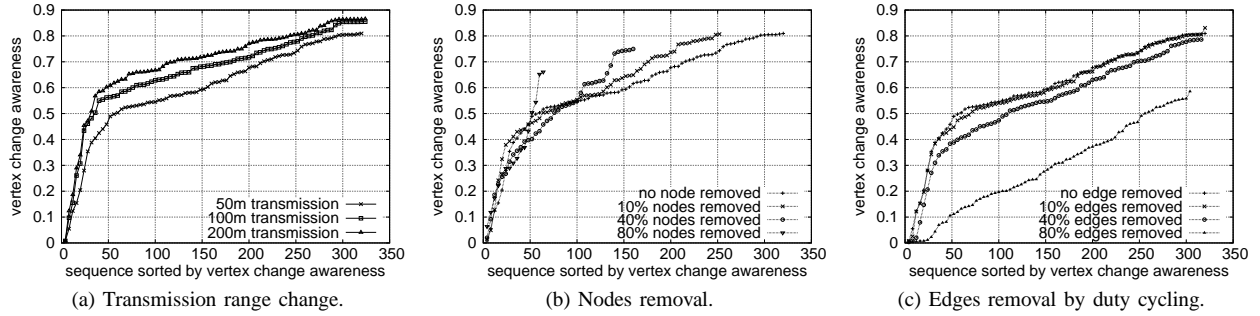 vertex change awareness
0.9
0.8
0.7
0.6
0.5
0.4
0.3
0.2
0.1
0
50m transmission
100m transmission
200m transmission
0 50 100 150 200 250 300 350
sequence sorted by vertex change awareness
(a) Transmission range change.
vertex change awareness
0.9
0.8
0.7
0.6
0.5
0.4
0.3
0.2
0.1
0
no node removed
10% nodes removed
40% nodes removed
80% nodes removed
0 50 100 150 200 250 300 350
sequence sorted by vertex change awareness
(b) Nodes removal.
vertex change awareness
0.9
0.8
0.7
0.6
0.5
0.4
0.3
0.2
0.1
0
no edge removed
10% edges removed
40% edges removed
80% edges removed
0 50 100 150 200 250 300 350
sequence sorted by vertex change awareness
(c) Edges removal by duty cycling.